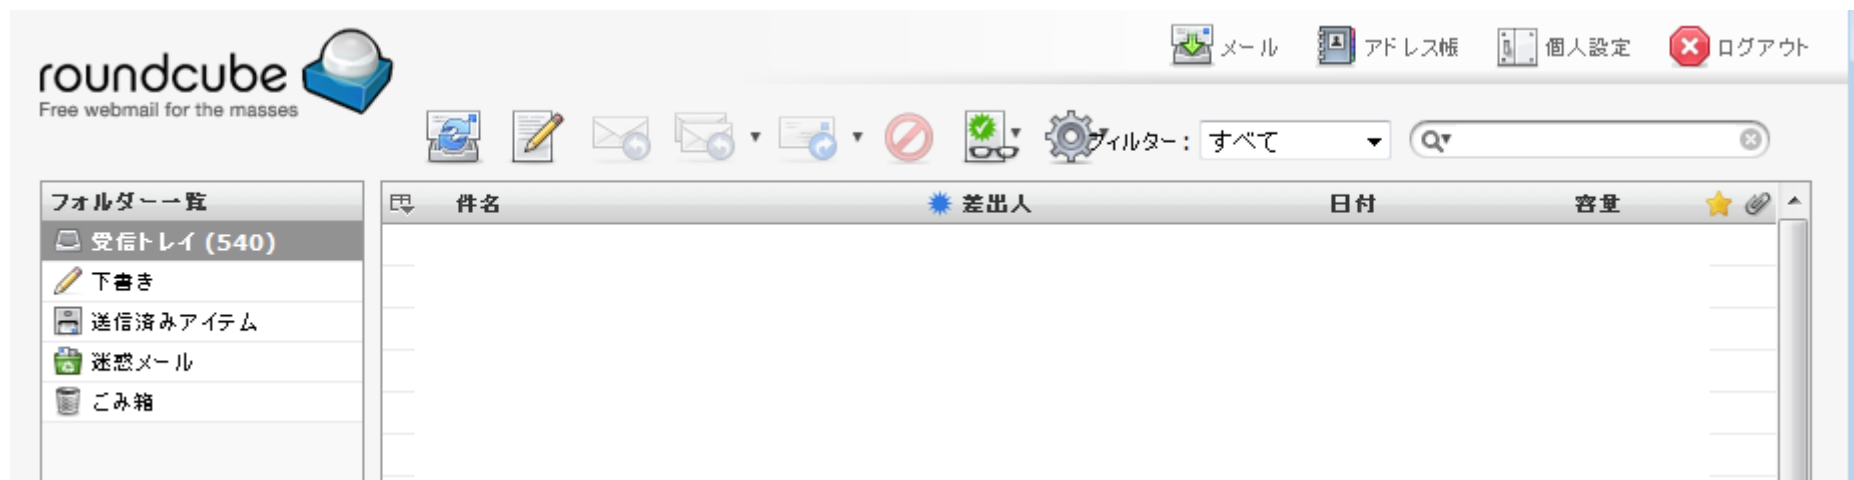 roundcube
Free webmail for the masses
メール アドレス帳 個人設定 ログアウト
フィルター: すべて
フォルダー一覧
件名 差出人 日付 容量
受信トレイ (540)
下書き
送信済みアイテム
迷惑メール
ごみ箱